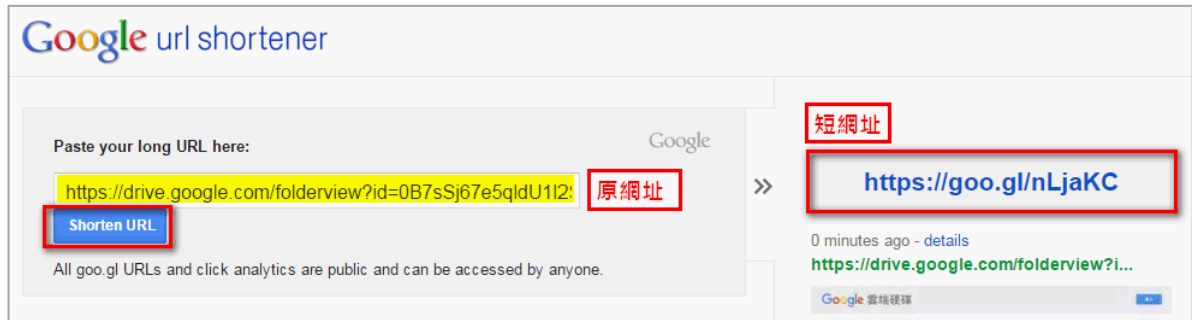 Google url shortener
Paste your long URL here:
Google
https://drive.google.com/folderview?id=0B7sSj67e5qldU1l2S
原網址
Shorten URL
All goo.gl URLs and click analytics are public and can be accessed by anyone.
»
短網址
https://goo.gl/nLjaKC
0 minutes ago - details
https://drive.google.com/folderview?i...
Google 雲端硬碟